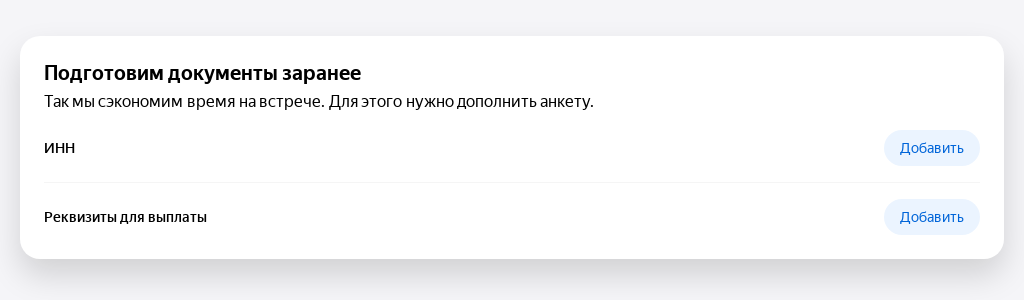 Подготовим документы заранее
Так мы сэкономим время на встрече. Для этого нужно дополнить анкету.
ИНН
Добавить
Реквизиты для выплаты
Добавить